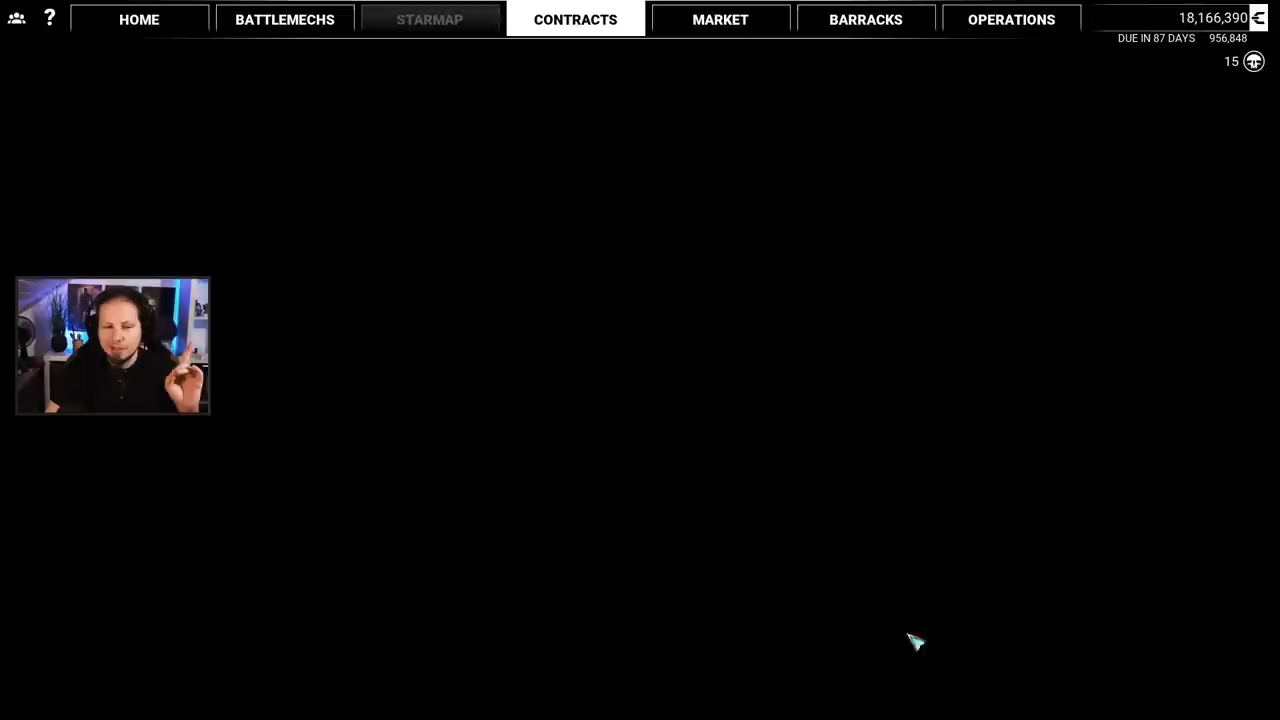 ? HOME BATTLEMECHS STARMAP CONTRACTS MARKET BARRACKS OPERATIONS 18,166,390
DUE IN 87 DAYS 956,848
15